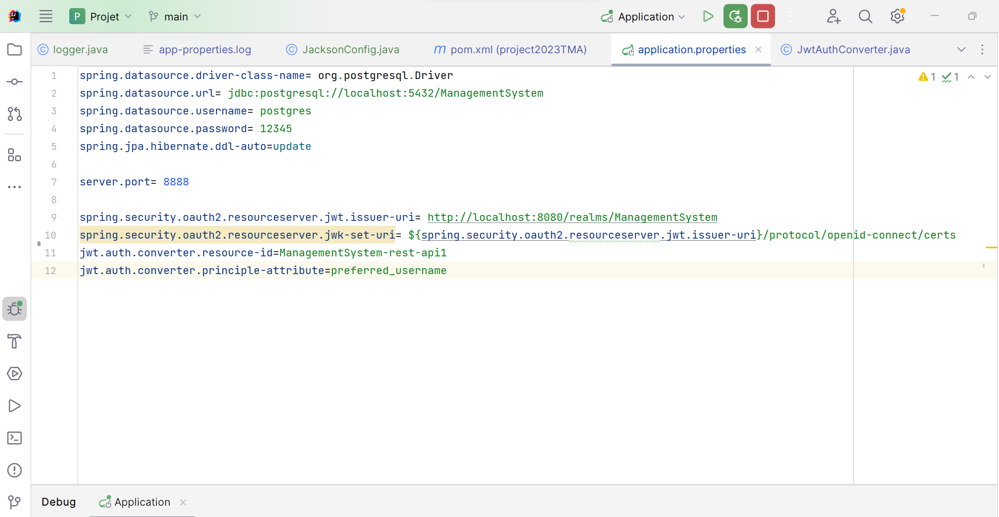 P Projet main Application
logger.java app-properties.log JacksonConfig.java m pom.xml (project2023TMA) application.properties JwtAuthConverter.java
1 spring.datasource.driver-class-name= org.postgresql.Driver 1 1
2 spring.datasource.url= jdbc:postgresql://localhost:5432/ManagementSystem
3 spring.datasource.username= postgres
4 spring.datasource.password= 12345
5 spring.jpa.hibernate.ddl-auto=update
6
7 server.port= 8888
8
9 spring.security.oauth2.resourceserver.jwt.issuer-uri= http://localhost:8080/realms/ManagementSystem
10 spring.security.oauth2.resourceserver.jwk-set-uri= ${spring.security.oauth2.resourceserver.jwt.issuer-uri}/protocol/openid-connect/certs
11 jwt.auth.converter.resource-id=ManagementSystem-rest-api1
12 jwt.auth.converter.principle-attribute=preferred_username
Debug Application